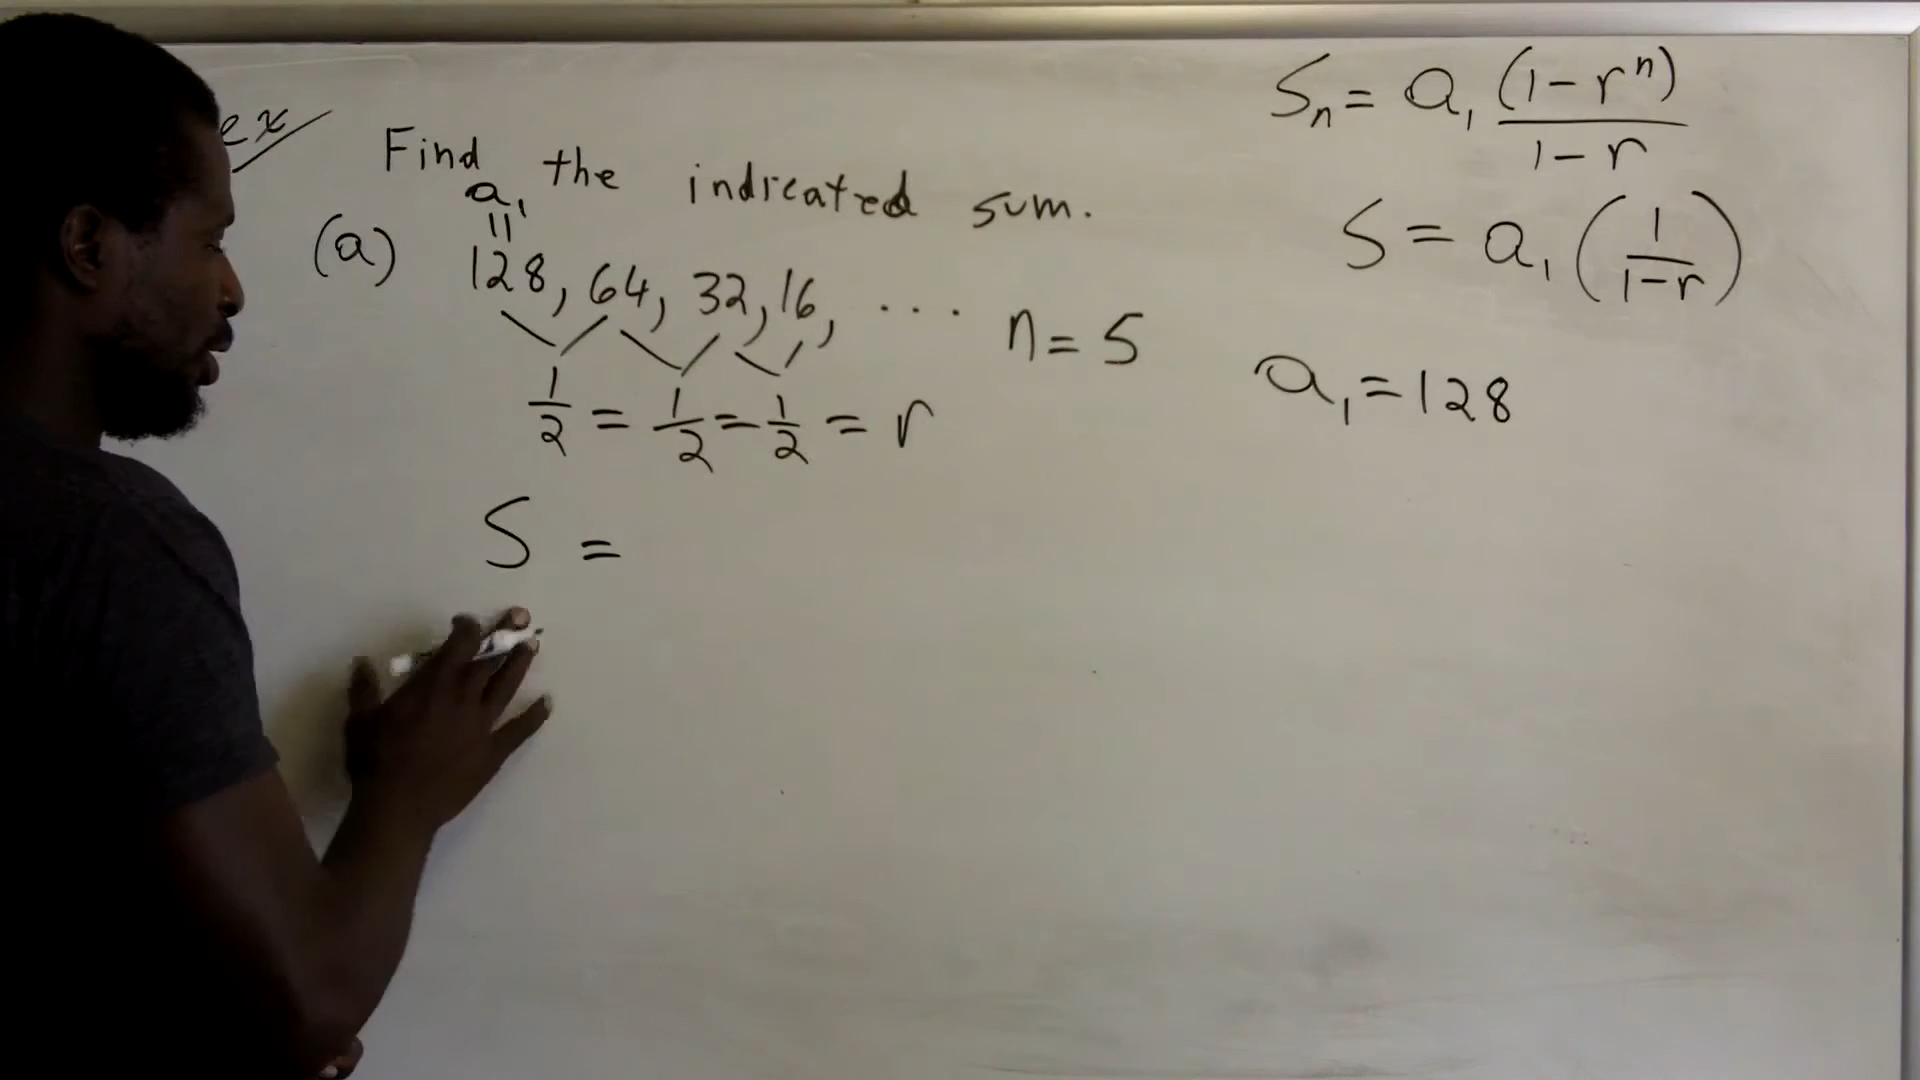 ex
Find the indicated sum.
a₁
||
(a) 128, 64, 32, 16, .... n = 5
1/2 = 1/2 = 1/2 = r
S =
Sₙ = a₁ (1-rⁿ)/(1-r)
S = a₁ (1/(1-r))
a₁ = 128